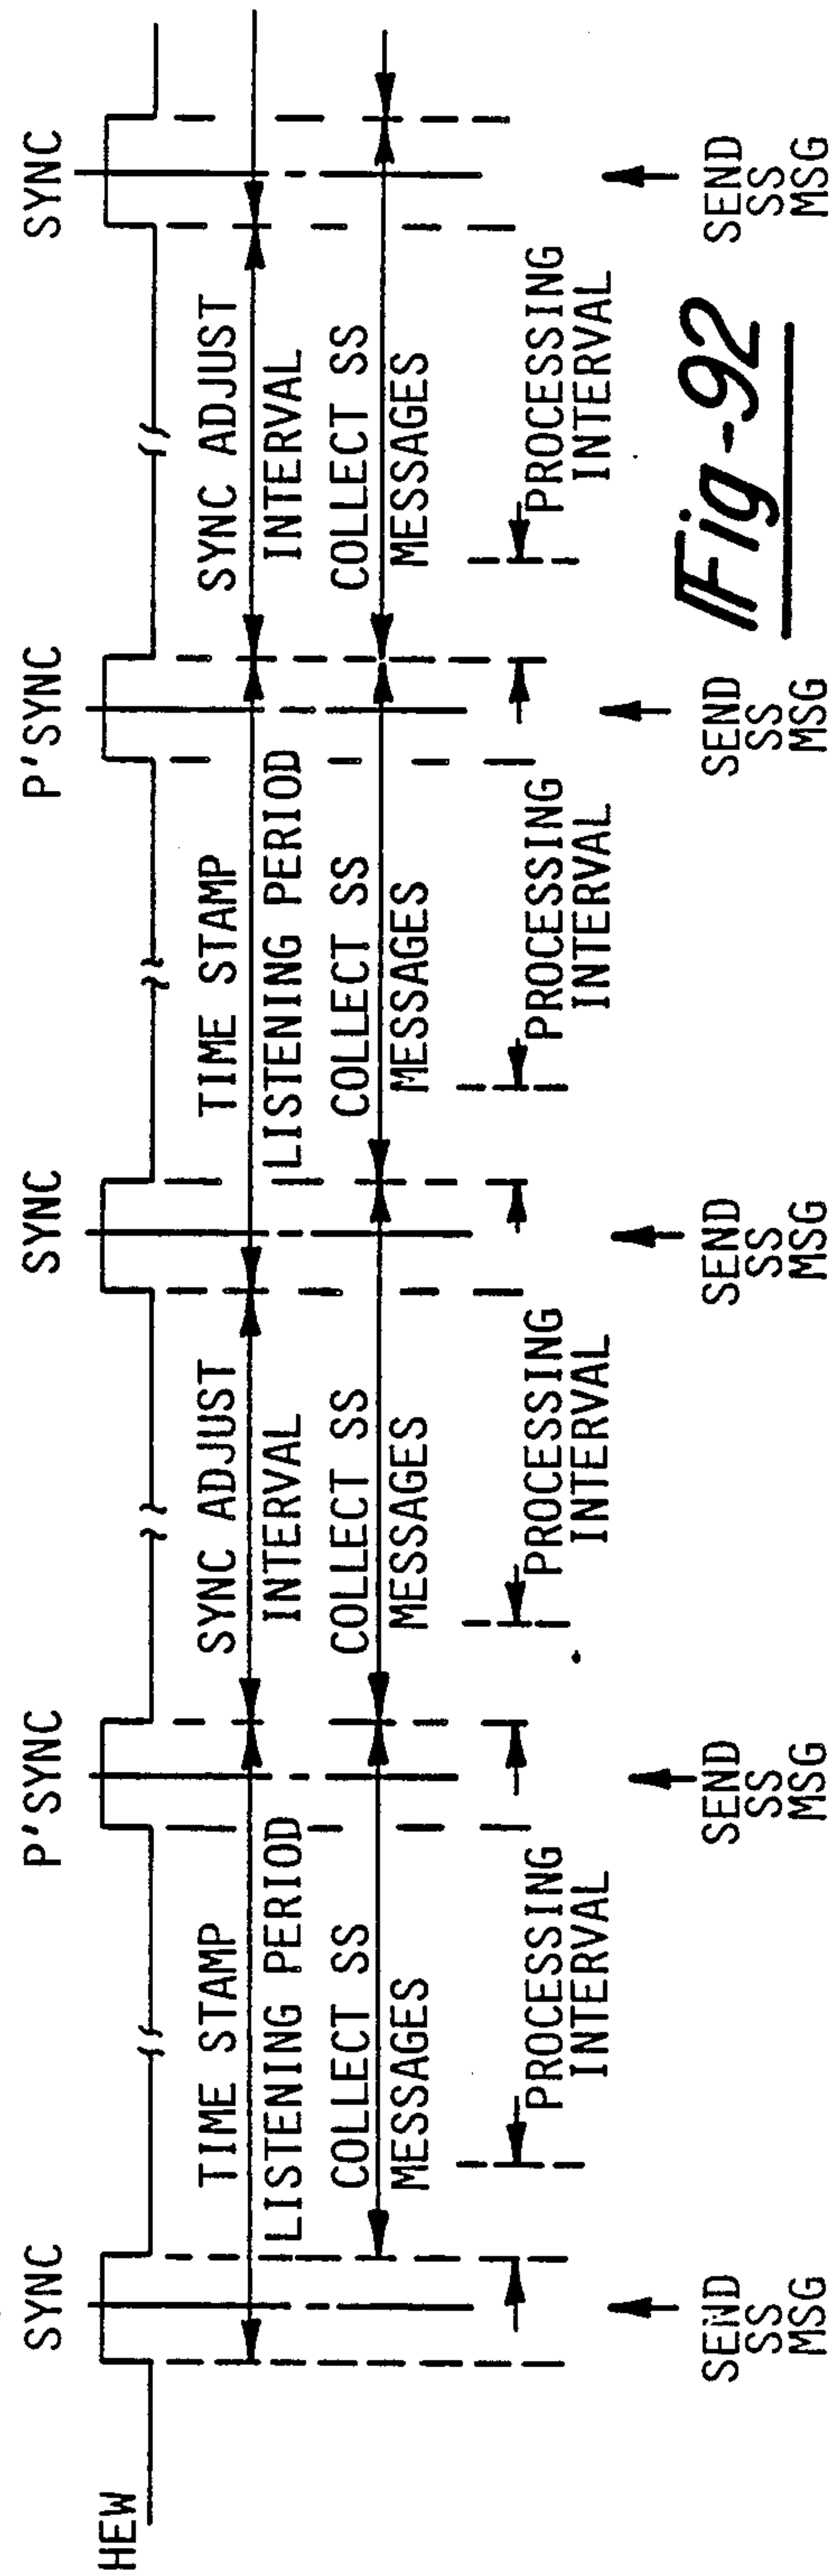 SYNC
P'SYNC
SYNC
P'SYNC
SYNC
HEW
TIME STAMP
LISTENING PERIOD
SYNC ADJUST
INTERVAL
TIME STAMP
LISTENING PERIOD
SYNC ADJUST
INTERVAL
COLLECT SS
MESSAGES
COLLECT SS
MESSAGES
COLLECT SS
MESSAGES
COLLECT SS
MESSAGES
PROCESSING
INTERVAL
PROCESSING
INTERVAL
PROCESSING
INTERVAL
PROCESSING
INTERVAL
SEND
SS
MSG
SEND
SS
MSG
SEND
SS
MSG
SEND
SS
MSG
SEND
SS
MSG
Fig-92